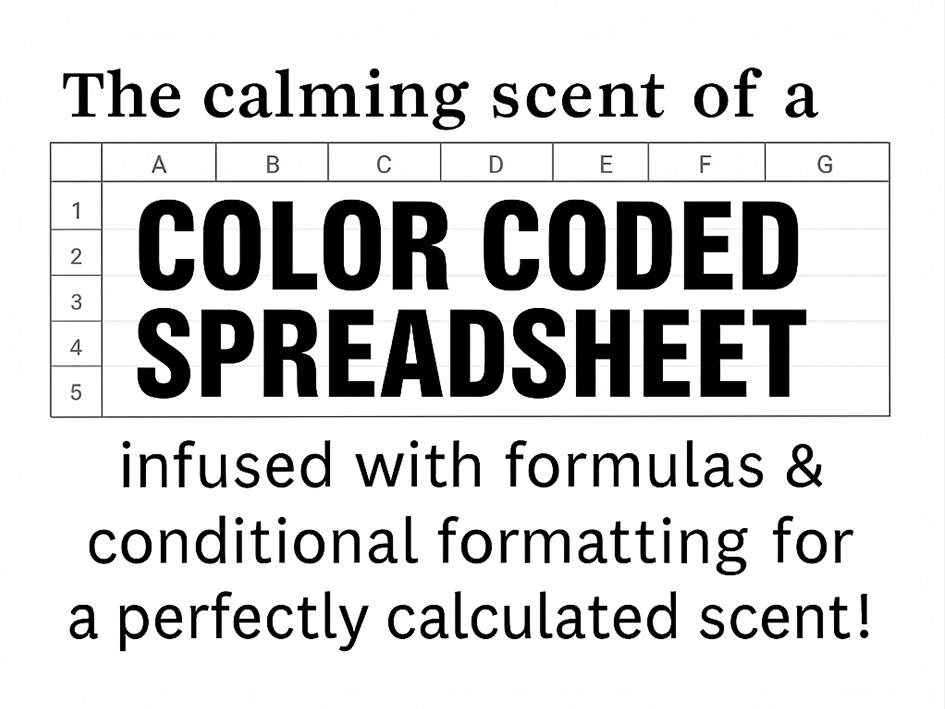 The calming scent of a
A B C D E F G
1
COLOR CODED
2
3
SPREADSHEET
4
5
infused with formulas &
conditional formatting for
a perfectly calculated scent!